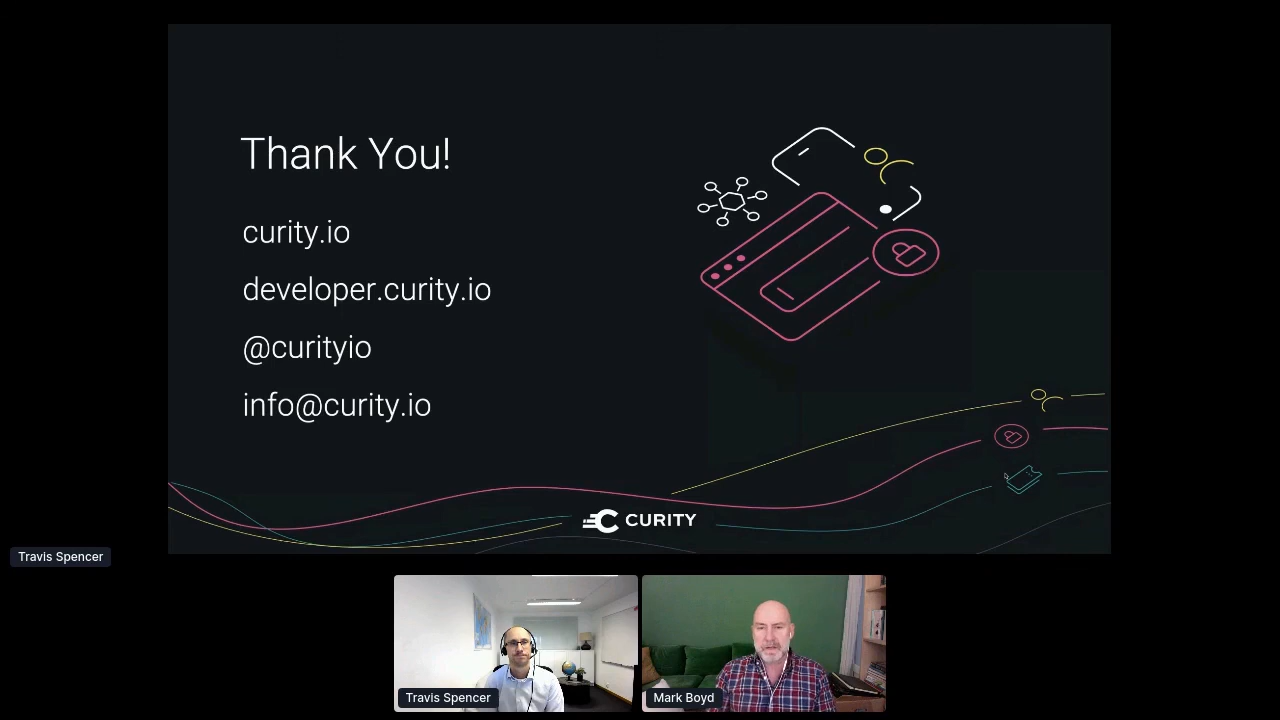 Thank You!
curity.io
developer.curity.io
@curityio
info@curity.io
CURITY
Travis Spencer
Travis Spencer
Mark Boyd